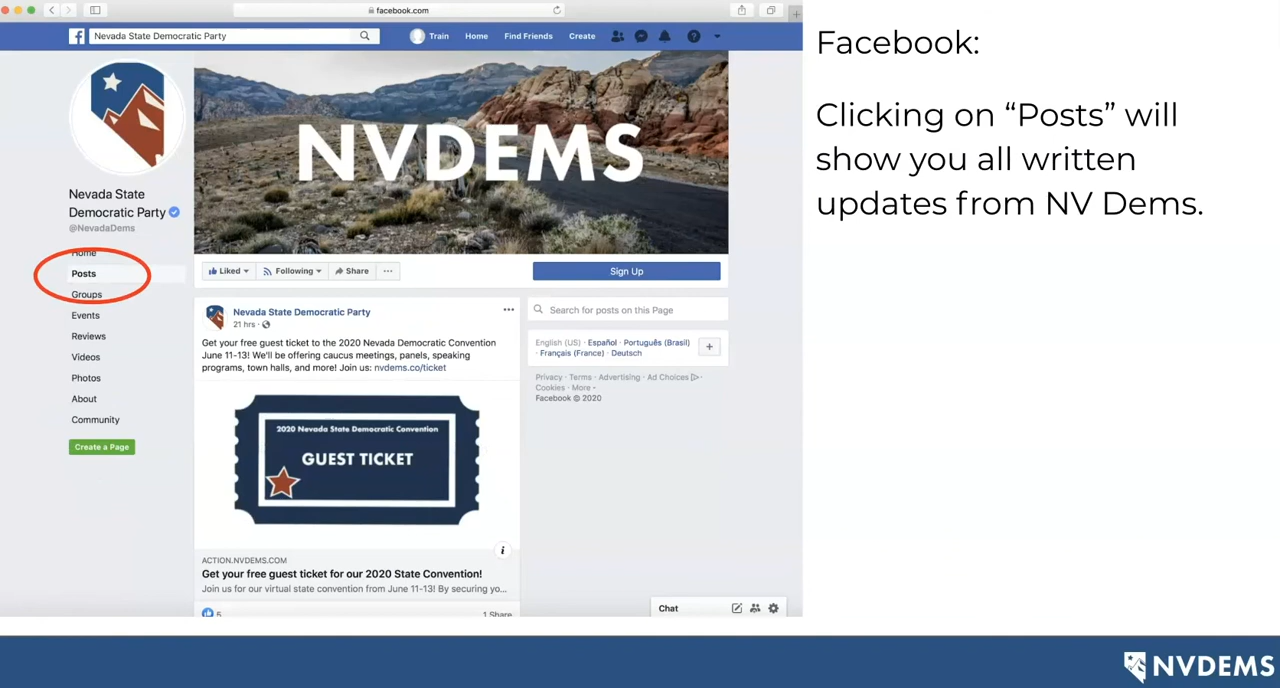 facebook.com
Nevada State Democratic Party
Train Home Find Friends Create
Facebook:
Clicking on “Posts” will
show you all written
updates from NV Dems.
NVDEMS
Nevada State
Democratic Party
@NevadaDems
Home
Posts
Groups
Events
Reviews
Videos
Photos
About
Community
Create a Page
Liked Following Share ...
Sign Up
Nevada State Democratic Party
21 hrs ·
Get your free guest ticket to the 2020 Nevada Democratic Convention
June 11-13! We'll be offering caucus meetings, panels, speaking
programs, town halls, and more! Join us: nvdems.co/ticket
2020 Nevada State Democratic Convention
GUEST TICKET
i
ACTION.NVDEMS.COM
Get your free guest ticket for our 2020 State Convention!
Join us for our virtual state convention from June 11-13! By securing yo...
5 1 Share
Search for posts on this Page
English (US) · Español · Português (Brasil)
· Français (France) · Deutsch
+
Privacy · Terms · Advertising · Ad Choices ·
Cookies · More
Facebook © 2020
Chat
NVDEMS